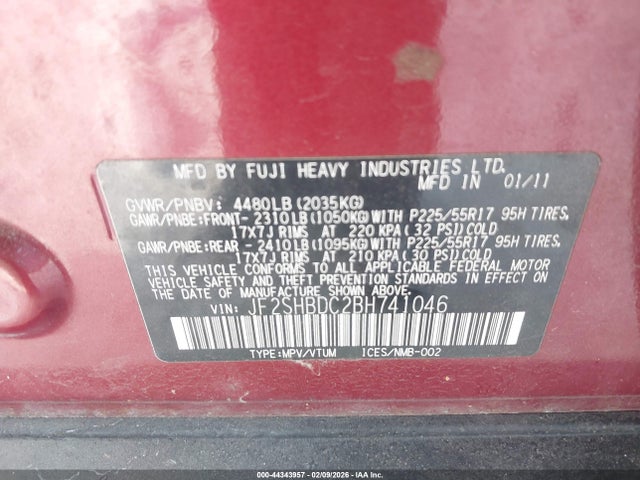 MFD BY FUJI HEAVY INDUSTRIES LTD.
MFD IN 01/11
GVWR/PNBV: 4480LB (2035KG)
GAWR/PNBE:FRONT- 2310LB(1050KG)WITH P225/55R17 95H TIRES.
17X7J RIMS AT 220 KPA (32 PSI)COLD
GAWR/PNBE:REAR - 2410LB(1095KG)WITH P225/55R17 95H TIRES.
17X7J RIMS AT 210 KPA (30 PSI)COLD
THIS VEHICLE CONFORMS TO ALL APPLICABLE FEDERAL MOTOR
VEHICLE SAFETY AND THEFT PREVENTION STANDARDS IN EFFECT ON
THE DATE OF MANUFACTURE SHOWN ABOVE.
VIN: JF2SHBDC2BH741046
TYPE:MPV/VTUM ICES/NMB-002
000-44343957 - 02/09/2026 - IAA Inc.